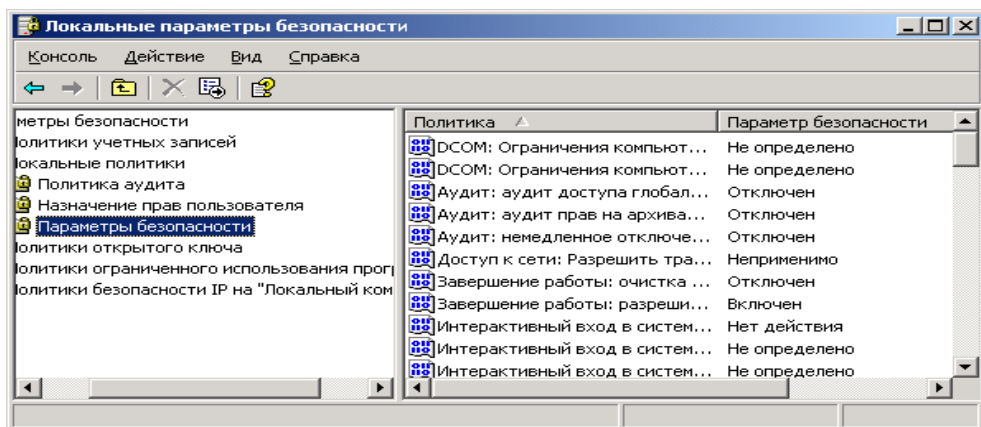 Локальные параметры безопасности
Консоль Действие Вид Справка
метры безопасности
олитики учетных записей
окальные политики
Политика аудита
Назначение прав пользователя
Параметры безопасности
олитики открытого ключа
олитики ограниченного использования прог
олитики безопасности IP на "Локальный ком
Политика Параметр безопасности
DCOM: Ограничения компьют... Не определено
DCOM: Ограничения компьют... Не определено
Аудит: аудит доступа глобал... Отключен
Аудит: аудит прав на архива... Отключен
Аудит: немедленное отключе... Отключен
Доступ к сети: Разрешить тра... Неприменимо
Завершение работы: очистка ... Отключен
Завершение работы: разреши... Включен
Интерактивный вход в систем... Нет действия
Интерактивный вход в систем... Не определено
Интерактивный вход в систем... Не определено